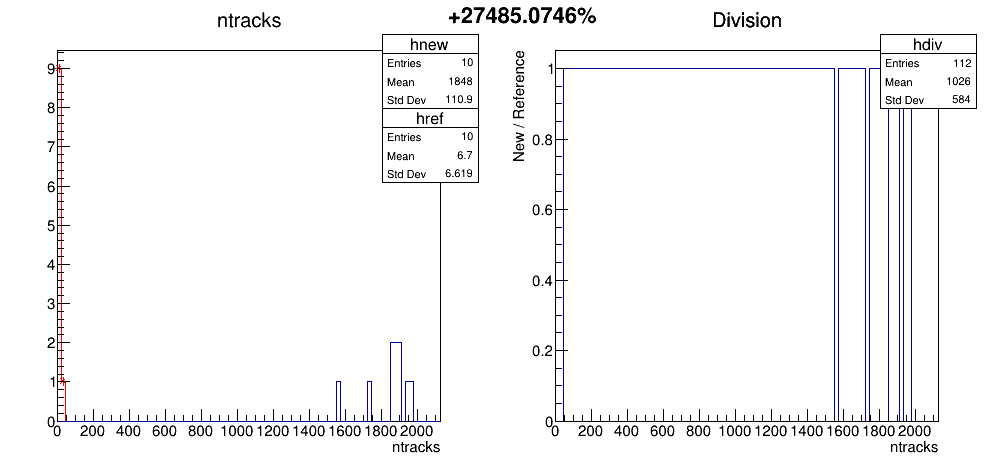 +27485.0746%
ntracks
hnew
Entries 10
Mean 1848
Std Dev 110.9
href
Entries 10
Mean 6.7
Std Dev 6.619
9
8
7
6
5
4
3
2
1
0
0 200 400 600 800 1000 1200 1400 1600 1800 2000
ntracks
Division
hdiv
Entries 112
Mean 1026
Std Dev 584
New / Reference
1
0.8
0.6
0.4
0.2
0
0 200 400 600 800 1000 1200 1400 1600 1800 2000
ntracks